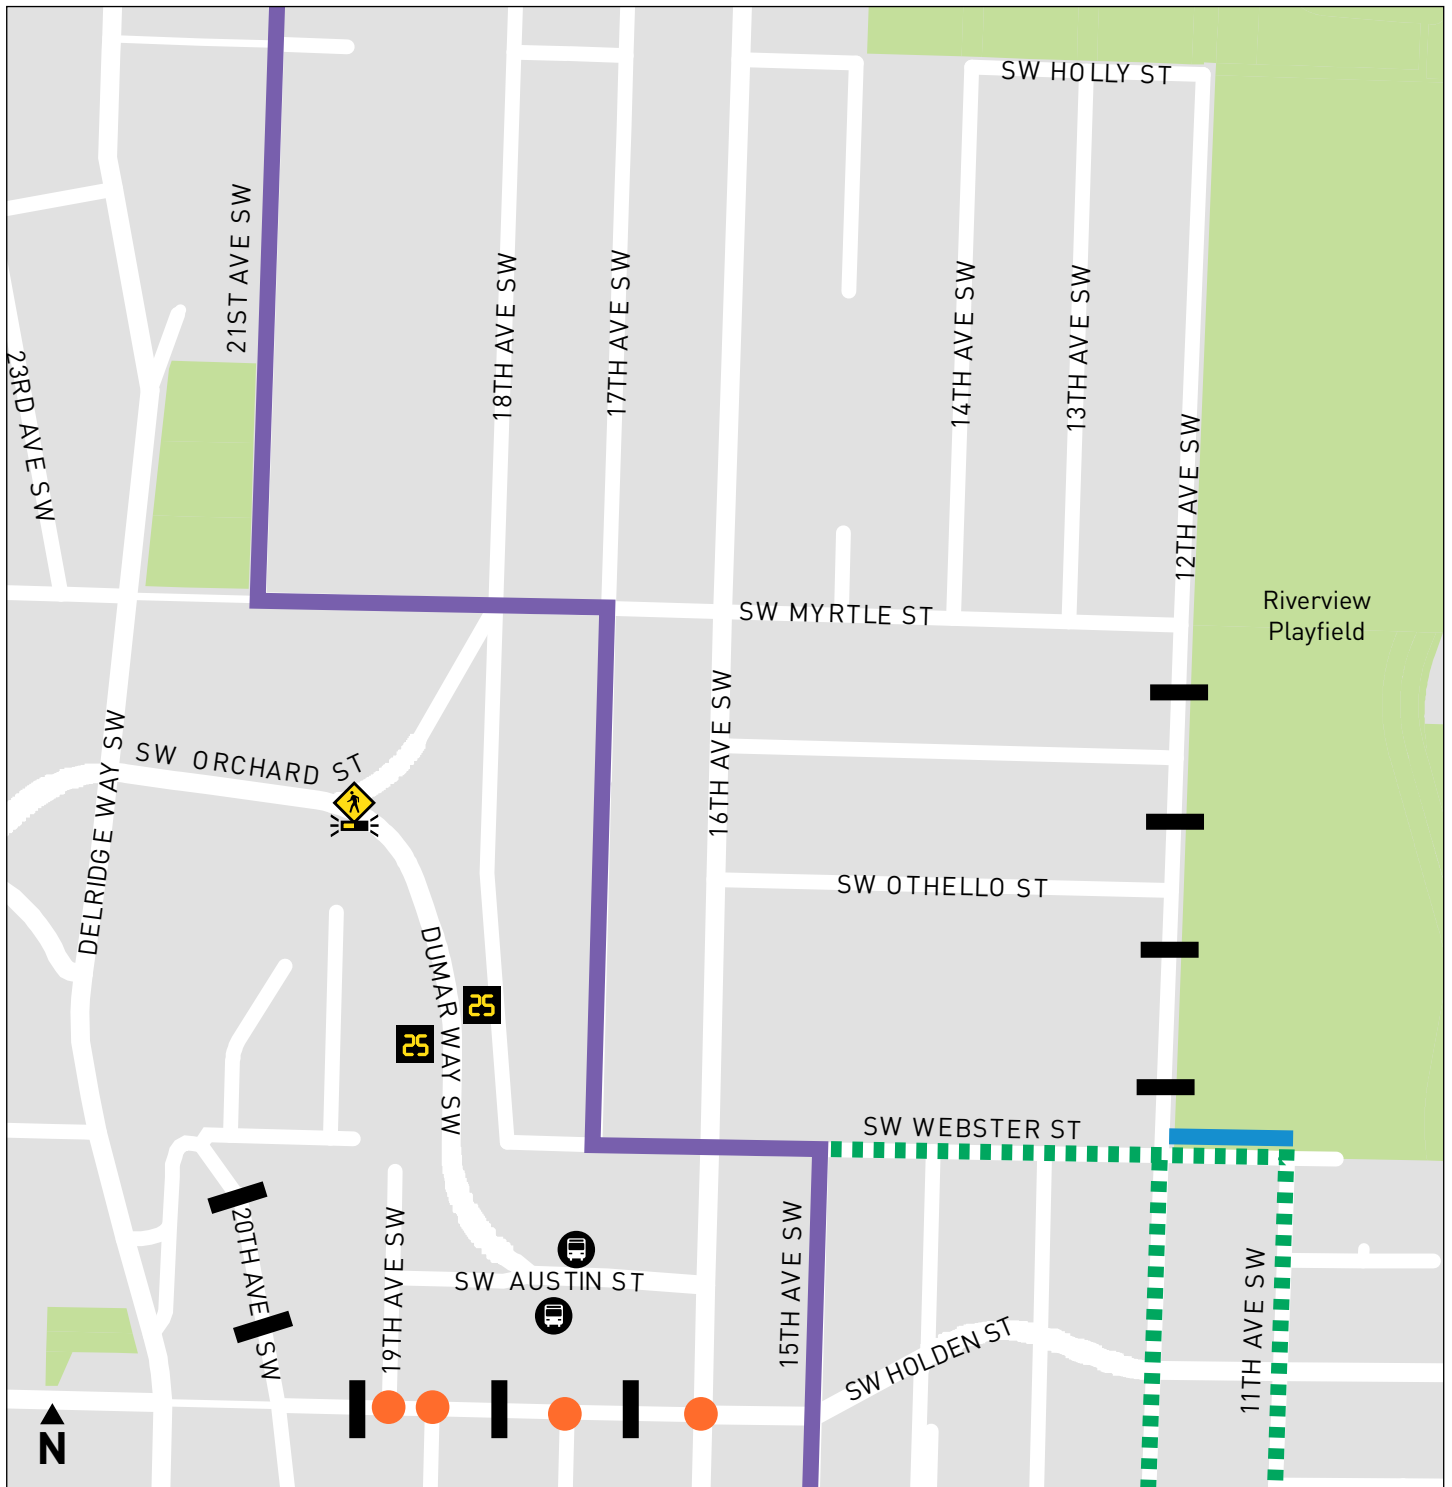 SW HOLLY ST
21ST AVE SW
18TH AVE SW
17TH AVE SW
14TH AVE SW
13TH AVE SW
23RD AVE SW
12TH AVE SW
Riverview
Playfield
SW MYRTLE ST
16TH AVE SW
DELRIDGE WAY SW
SW ORCHARD ST
SW OTHELLO ST
DUMAR WAY SW
25
25
SW WEBSTER ST
20TH AVE SW
19TH AVE SW
SW AUSTIN ST
15TH AVE SW
SW HOLDEN ST
11TH AVE SW
N